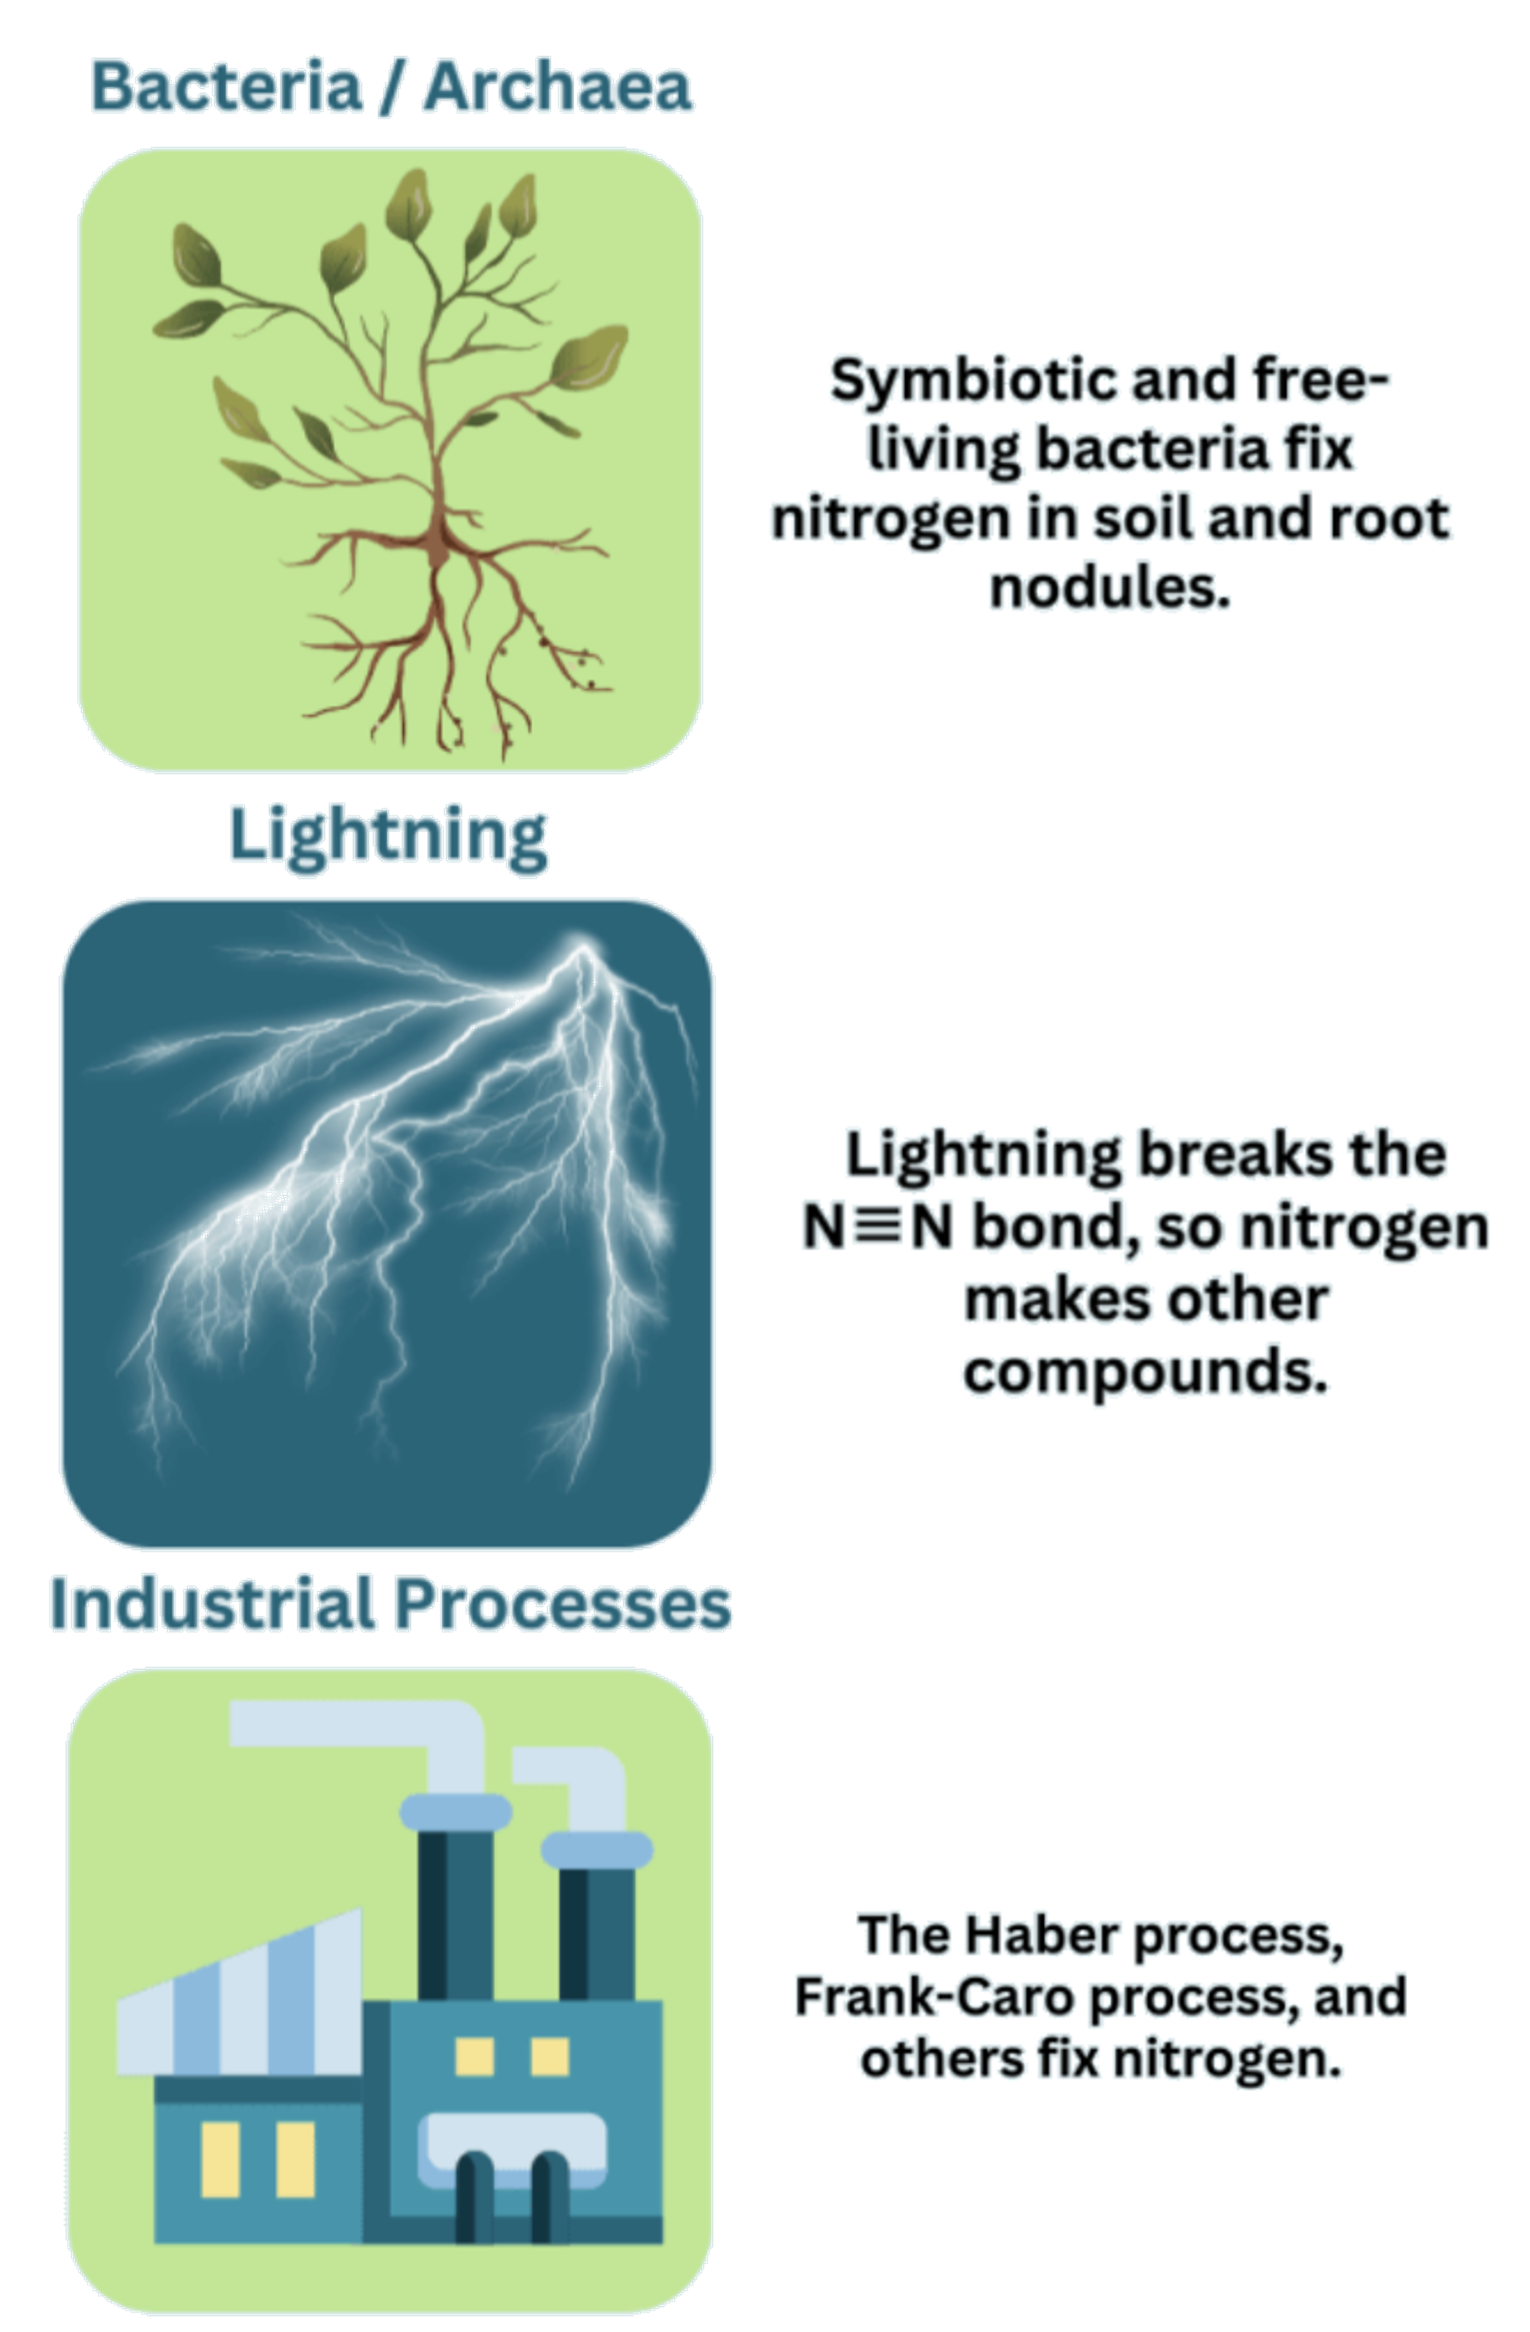 Bacteria / Archaea
Symbiotic and free-
living bacteria fix
nitrogen in soil and root
nodules.
Lightning
Lightning breaks the
N≡N bond, so nitrogen
makes other
compounds.
Industrial Processes
The Haber process,
Frank-Caro process, and
others fix nitrogen.